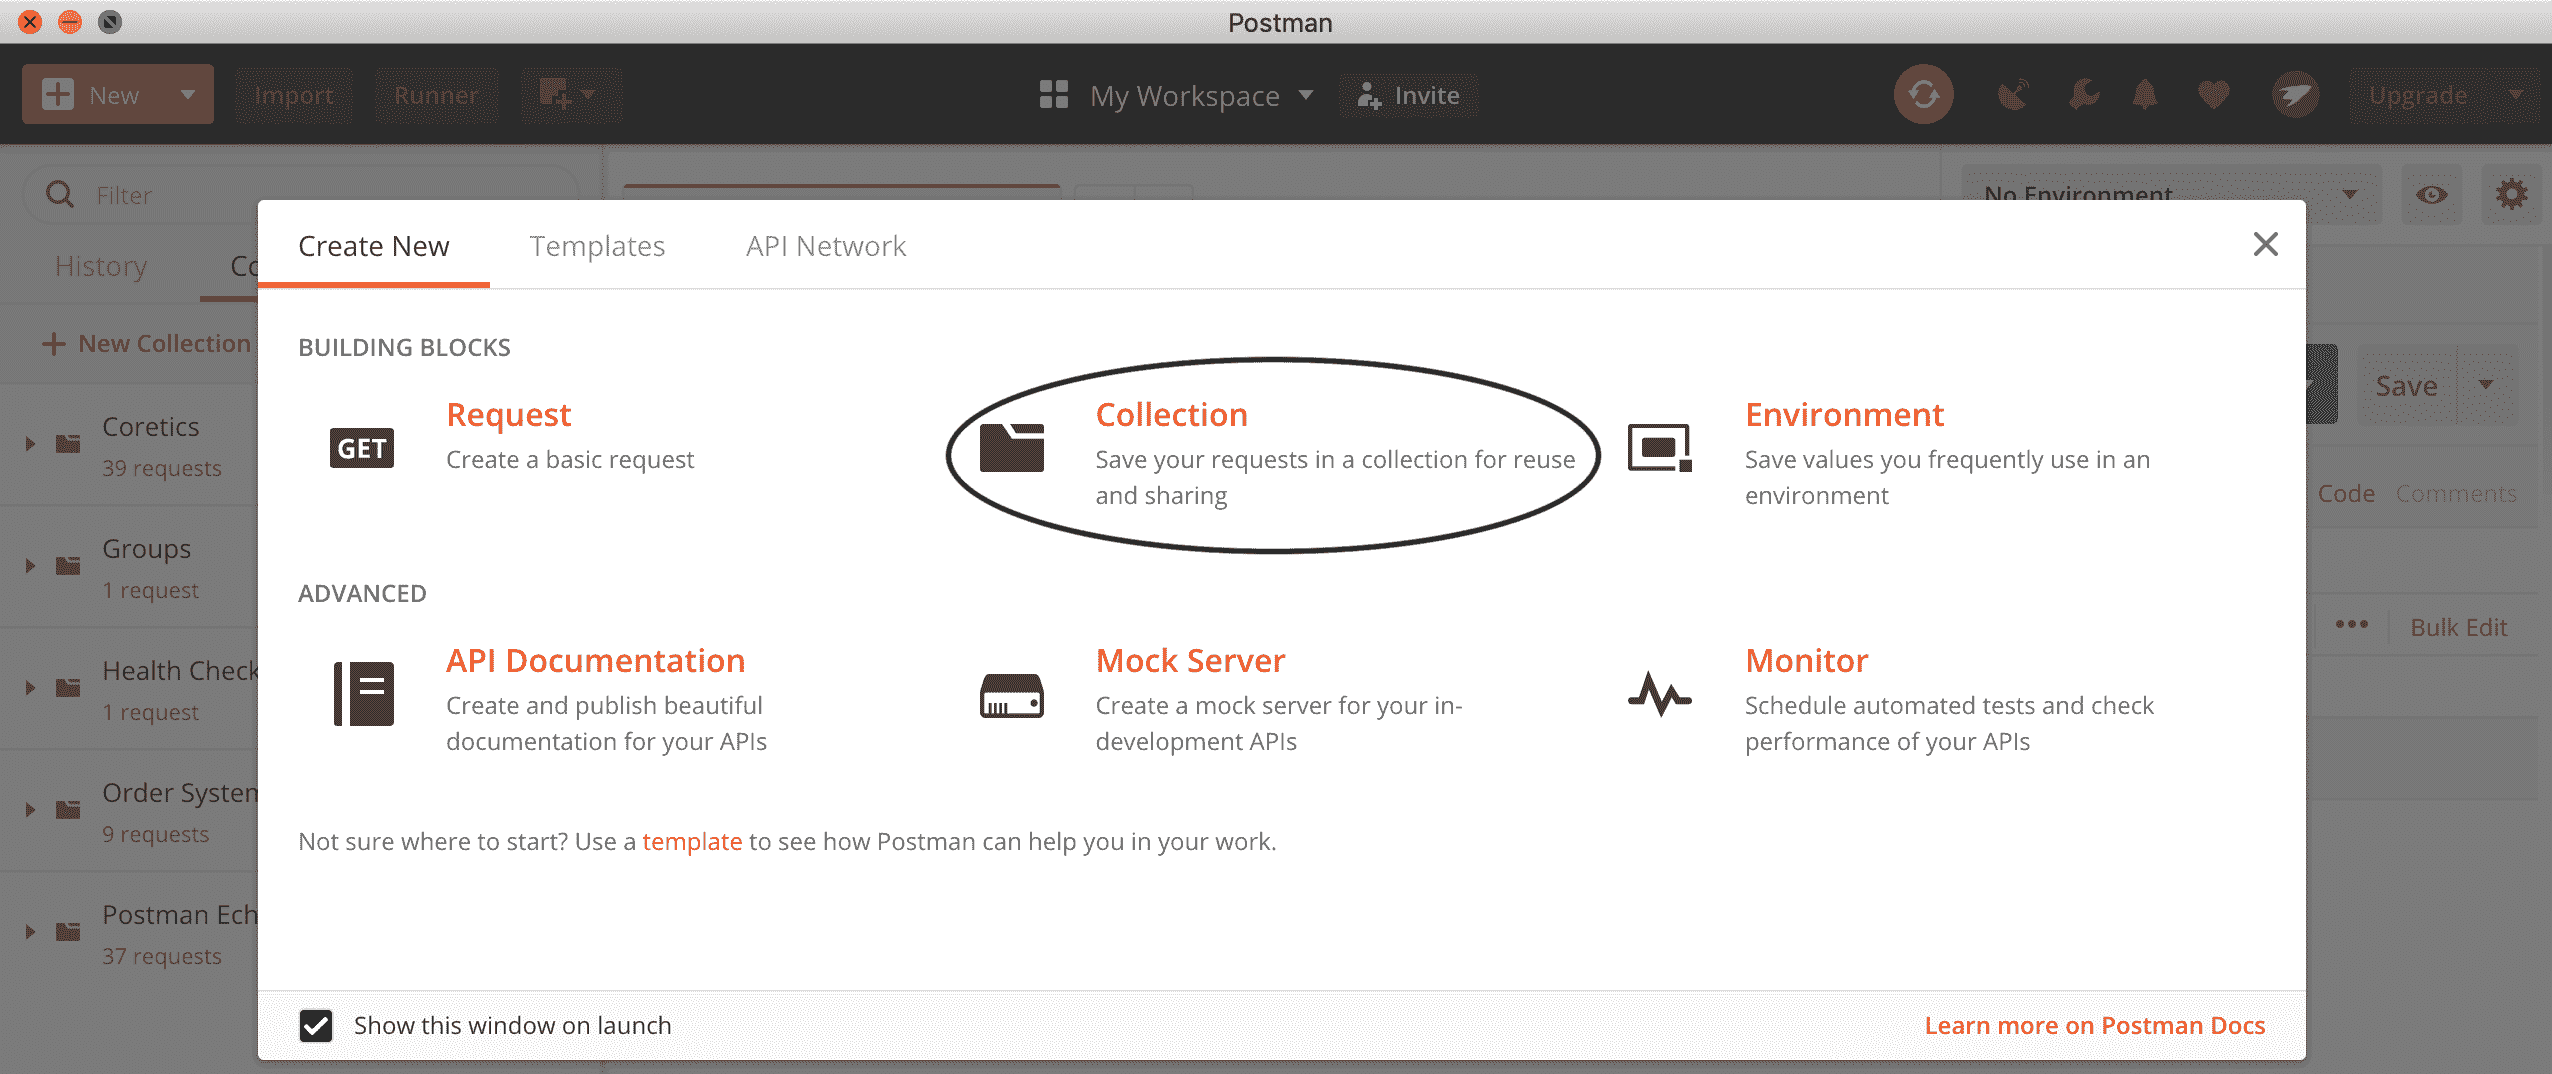 Postman
New
Import
Runner
My Workspace
Invite
Upgrade
Filter
No Environment
Create New
Templates
API Network
History
Co
New Collection
BUILDING BLOCKS
Save
Coretics
39 requests
GET
Request
Create a basic request
Collection
Save your requests in a collection for reuse
and sharing
Environment
Save values you frequently use in an
environment
Code
Comments
Groups
1 request
ADVANCED
Bulk Edit
Health Check
1 request
API Documentation
Create and publish beautiful
documentation for your APIs
Mock Server
Create a mock server for your in-
development APIs
Monitor
Schedule automated tests and check
performance of your APIs
Order System
9 requests
Not sure where to start? Use a template to see how Postman can help you in your work.
Postman Ech
37 requests
Show this window on launch
Learn more on Postman Docs